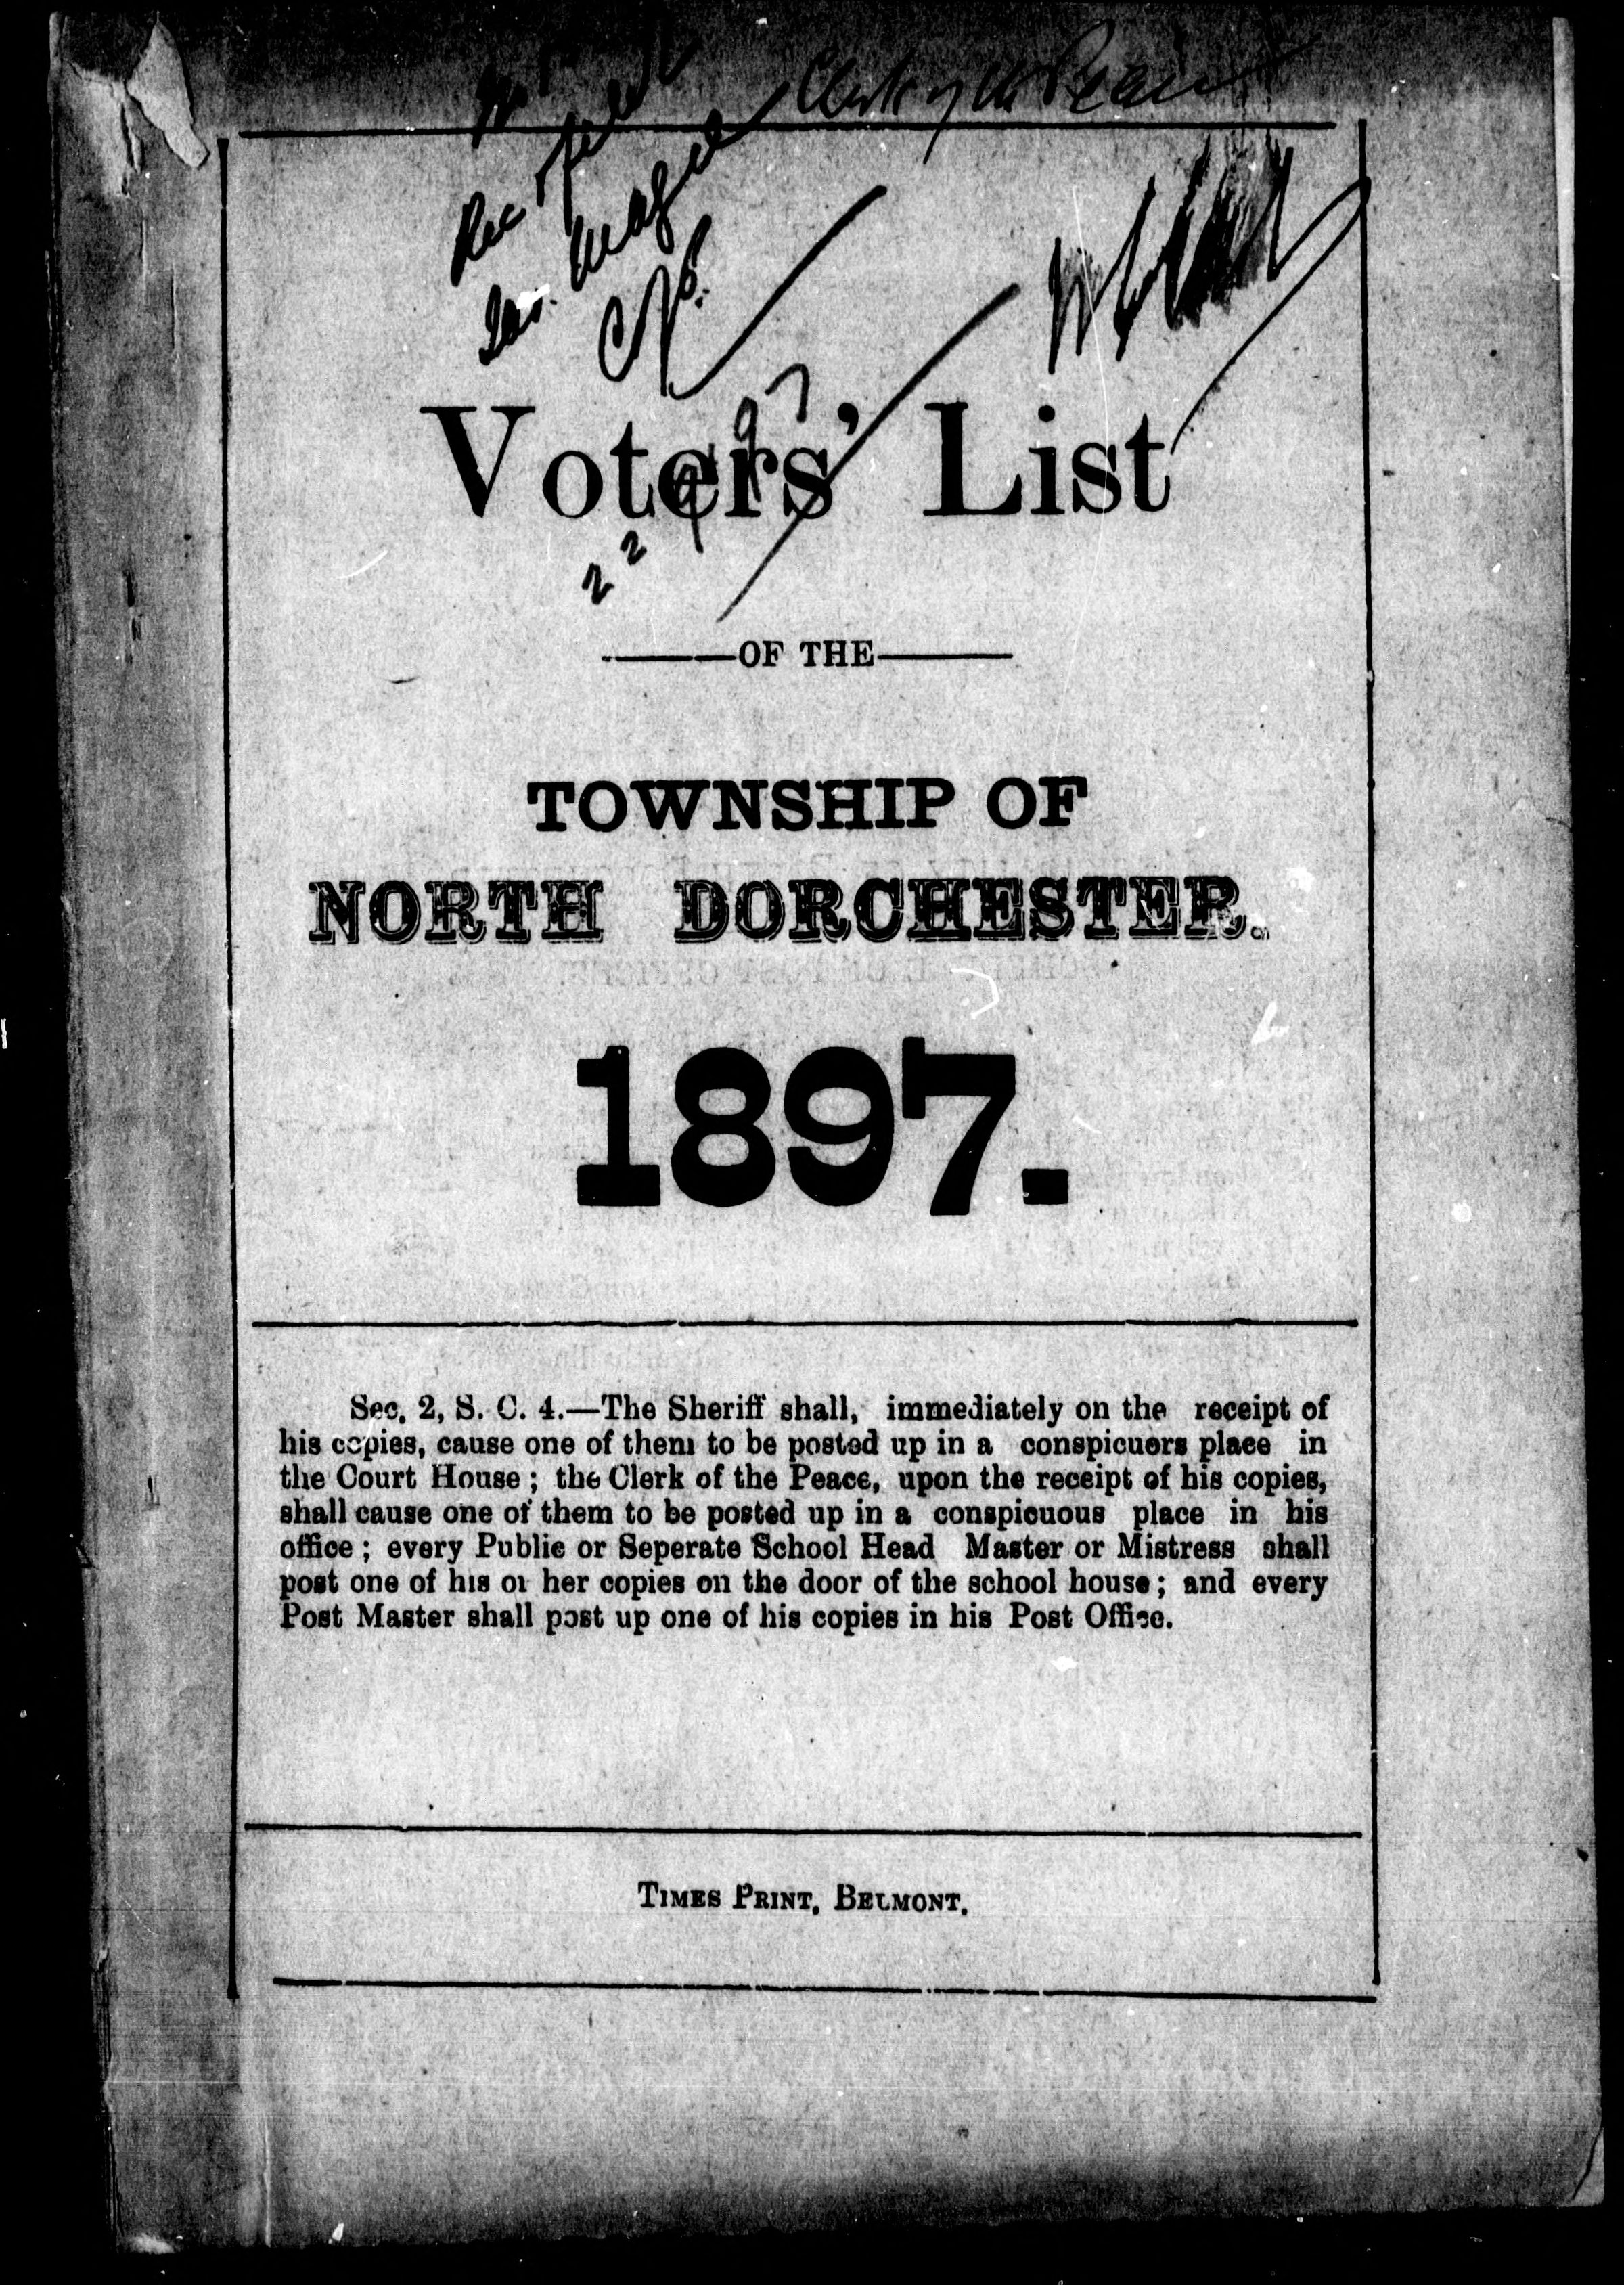 Clerk of the Peace
Voters' List
OF THE
TOWNSHIP OF
NORTH DORCHESTER.
1897.
Sec. 2, S. C. 4.—The Sheriff shall, immediately on the receipt of
his copies, cause one of them to be posted up in a conspicuers place in
the Court House; the Clerk of the Peace, upon the receipt of his copies,
shall cause one of them to be posted up in a conspicuous place in his
office; every Public or Seperate School Head Master or Mistress shall
post one of his or her copies on the door of the school house; and every
Post Master shall post up one of his copies in his Post Office.
TIMES PRINT, BELMONT.